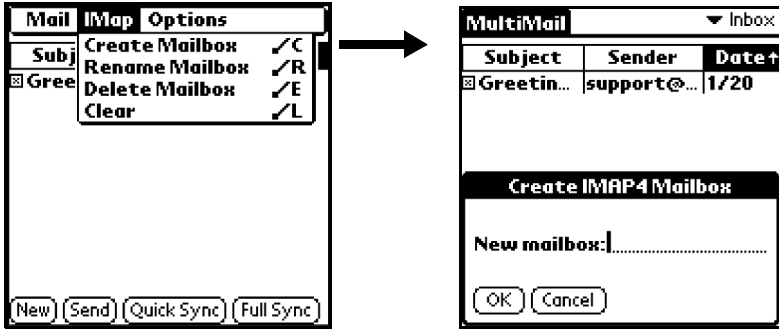 Mail IMap Options
Create Mailbox /C
Rename Mailbox /R
Delete Mailbox /E
Clear /L
Subj
Gree
New Send Quick Sync Full Sync
MultiMail Inbox
Subject Sender Date↑
Greetin... support@... 1/20
Create IMAP4 Mailbox
New mailbox:
OK Cancel